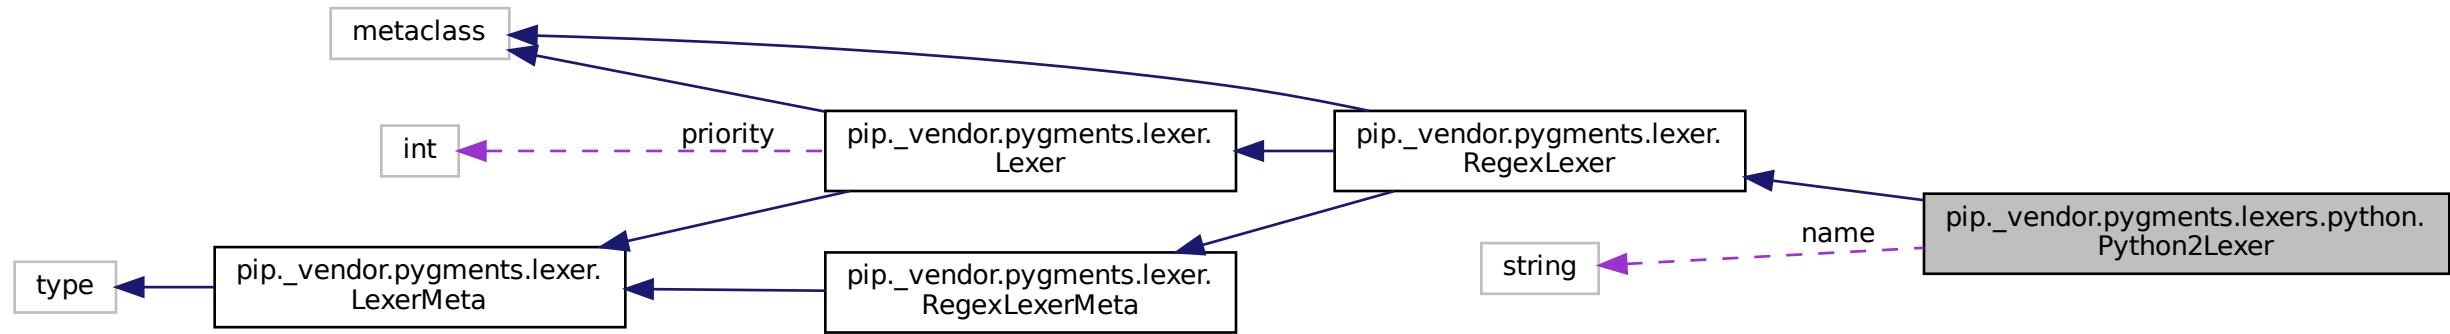 metaclass
int
priority
pip._vendor.pygments.lexer.
Lexer
pip._vendor.pygments.lexer.
RegexLexer
type
pip._vendor.pygments.lexer.
LexerMeta
pip._vendor.pygments.lexer.
RegexLexerMeta
string
name
pip._vendor.pygments.lexers.python.
Python2Lexer